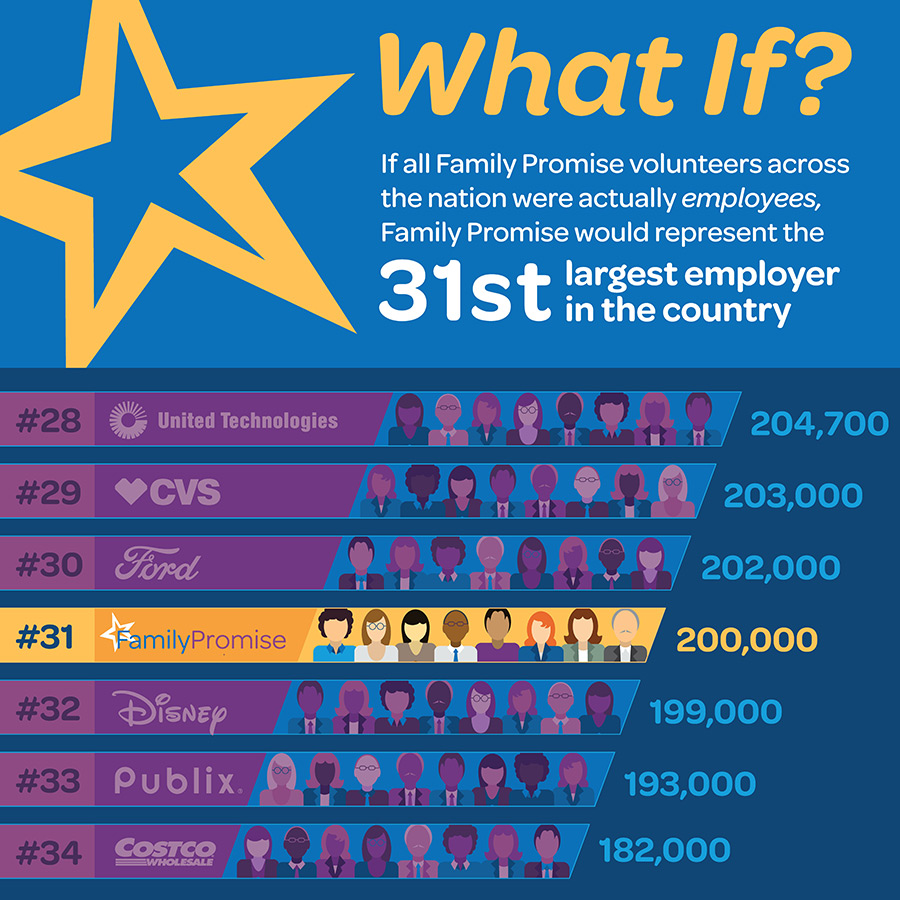 What If?
If all Family Promise volunteers across
the nation were actually employees,
Family Promise would represent the
31st largest employer
in the country
#28 United Technologies 204,700
#29 CVS 203,000
#30 Ford 202,000
#31 FamilyPromise 200,000
#32 Disney 199,000
#33 Publix. 193,000
#34 Costco WHOLESALE 182,000